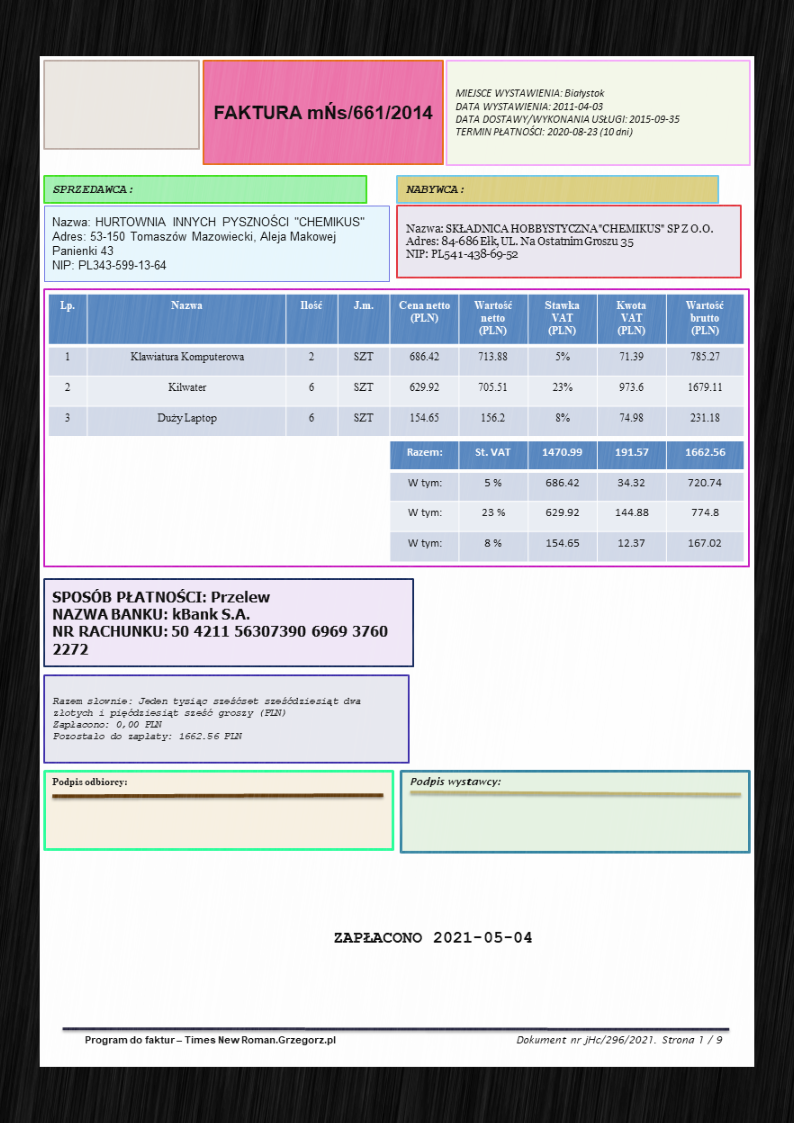 FAKTURA mŃs/661/2014
MIEJSCE WYSTAWIENIA: Białystok
DATA WYSTAWIENIA: 2011-04-03
DATA DOSTAWY/WYKONANIA USŁUGI: 2015-09-35
TERMIN PŁATNOŚCI: 2020-08-23 (10 dni)
SPRZEDAWCA:
Nazwa: HURTOWNIA INNYCH PYSZNOŚCI "CHEMIKUS"
Adres: 53-150 Tomaszów Mazowiecki, Aleja Makowej
Panienki 43
NIP: PL343-599-13-64
NABYWCA:
Nazwa: SKŁADNICA HOBBYSTYCZNA"CHEMIKUS" SP Z O.O.
Adres: 84-686 Ełk, UL. Na Ostatnim Groszu 35
NIP: PL541-438-69-52
Lp. Nazwa Ilość J.m. Cena netto (PLN) Wartość netto (PLN) Stawka VAT (PLN) Kwota VAT (PLN) Wartość brutto (PLN)
1 Klawiatura Komputerowa 2 SZT 686.42 713.88 5% 71.39 785.27
2 Kilwater 6 SZT 629.92 705.51 23% 973.6 1679.11
3 Duży Laptop 6 SZT 154.65 156.2 8% 74.98 231.18
Razem: St. VAT 1470.99 191.57 1662.56
W tym: 5 % 686.42 34.32 720.74
W tym: 23 % 629.92 144.88 774.8
W tym: 8 % 154.65 12.37 167.02
SPOSÓB PŁATNOŚCI: Przelew
NAZWA BANKU: kBank S.A.
NR RACHUNKU: 50 4211 56307390 6969 3760
2272
Razem słownie: Jeden tysiąc sześćset sześćdziesiąt dwa
złotych i pięćdziesiąt sześć groszy (PLN)
Zapłacono: 0,00 PLN
Pozostało do zapłaty: 1662.56 PLN
Podpis odbiorcy:
Podpis wystawcy:
ZAPŁACONO 2021-05-04
Program do faktur – Times New Roman.Grzegorz.pl
Dokument nr jHc/296/2021. Strona 1 / 9